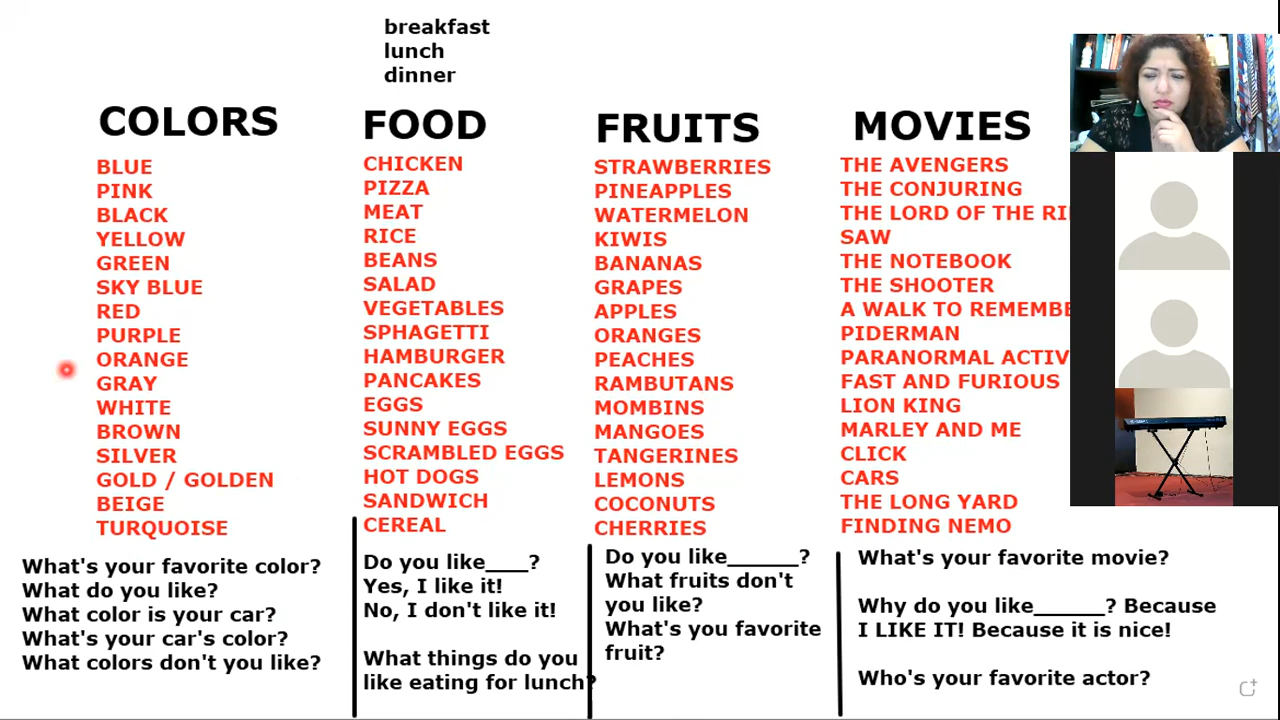 breakfast
lunch
dinner
COLORS
BLUE
PINK
BLACK
YELLOW
GREEN
SKY BLUE
RED
PURPLE
ORANGE
GRAY
WHITE
BROWN
SILVER
GOLD / GOLDEN
BEIGE
TURQUOISE
What's your favorite color?
What do you like?
What color is your car?
What's your car's color?
What colors don't you like?
FOOD
CHICKEN
PIZZA
MEAT
RICE
BEANS
SALAD
VEGETABLES
SPHAGETTI
HAMBURGER
PANCAKES
EGGS
SUNNY EGGS
SCRAMBLED EGGS
HOT DOGS
SANDWICH
CEREAL
Do you like____?
Yes, I like it!
No, I don't like it!
What things do you
like eating for lunch?
FRUITS
STRAWBERRIES
PINEAPPLES
WATERMELON
KIWIS
BANANAS
GRAPES
APPLES
ORANGES
PEACHES
RAMBUTANS
MOMBINS
MANGOES
TANGERINES
LEMONS
COCONUTS
CHERRIES
Do you like______?
What fruits don't
you like?
What's you favorite
fruit?
MOVIES
THE AVENGERS
THE CONJURING
THE LORD OF THE RI
SAW
THE NOTEBOOK
THE SHOOTER
A WALK TO REMEMBE
PIDERMAN
PARANORMAL ACTIV
FAST AND FURIOUS
LION KING
MARLEY AND ME
CLICK
CARS
THE LONG YARD
FINDING NEMO
What's your favorite movie?
Why do you like______? Because
I LIKE IT! Because it is nice!
Who's your favorite actor?